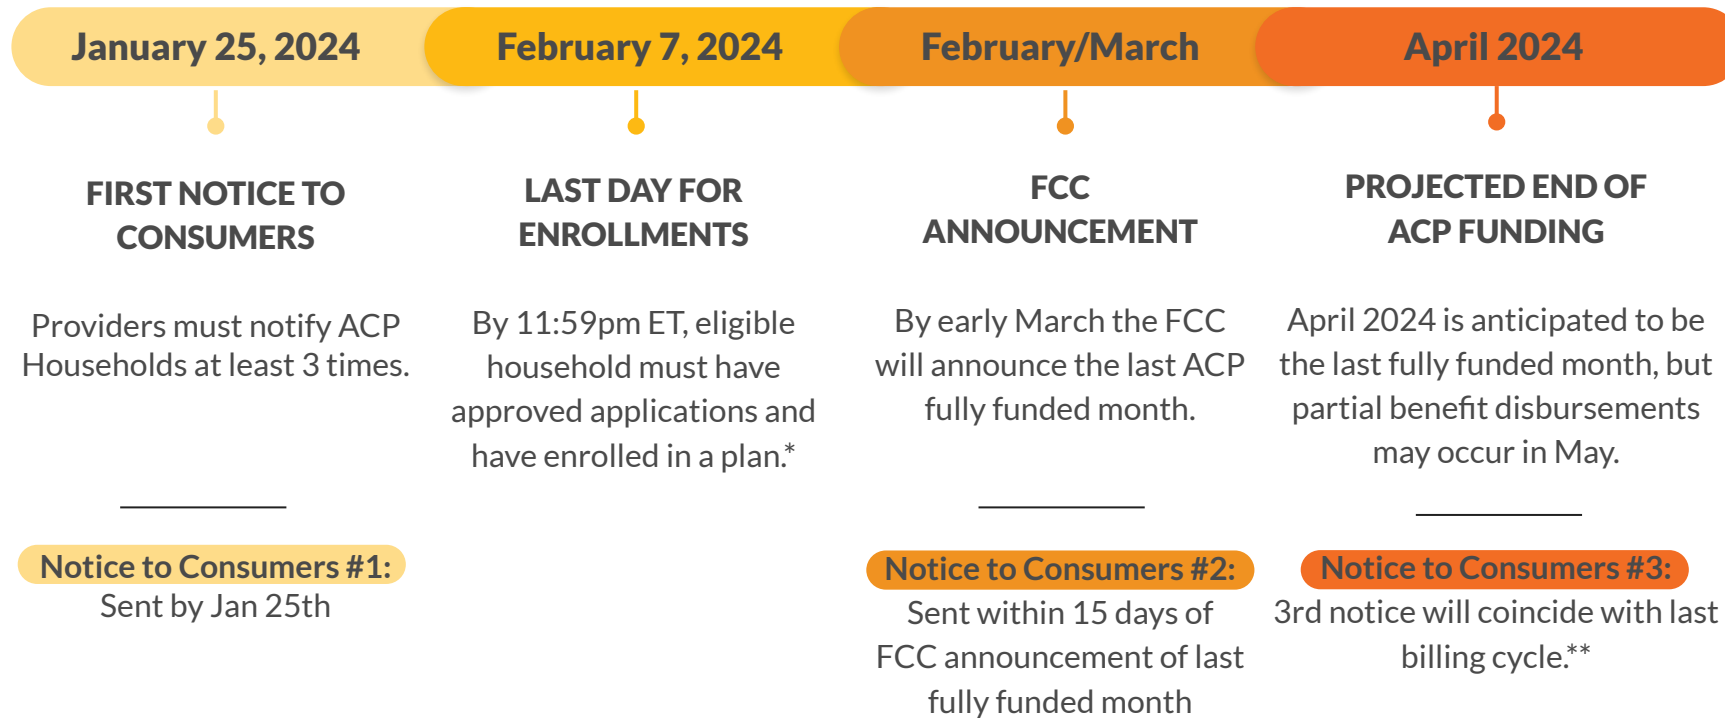 January 25, 2024
FIRST NOTICE TO
CONSUMERS
Providers must notify ACP
Households at least 3 times.
Notice to Consumers #1:
Sent by Jan 25th
February 7, 2024
LAST DAY FOR
ENROLLMENTS
By 11:59pm ET, eligible
household must have
approved applications and
have enrolled in a plan.*
February/March
FCC
ANNOUNCEMENT
By early March the FCC
will announce the last ACP
fully funded month.
Notice to Consumers #2:
Sent within 15 days of
FCC announcement of last
fully funded month
April 2024
PROJECTED END OF
ACP FUNDING
April 2024 is anticipated to be
the last fully funded month, but
partial benefit disbursements
may occur in May.
Notice to Consumers #3:
3rd notice will coincide with last
billing cycle.**